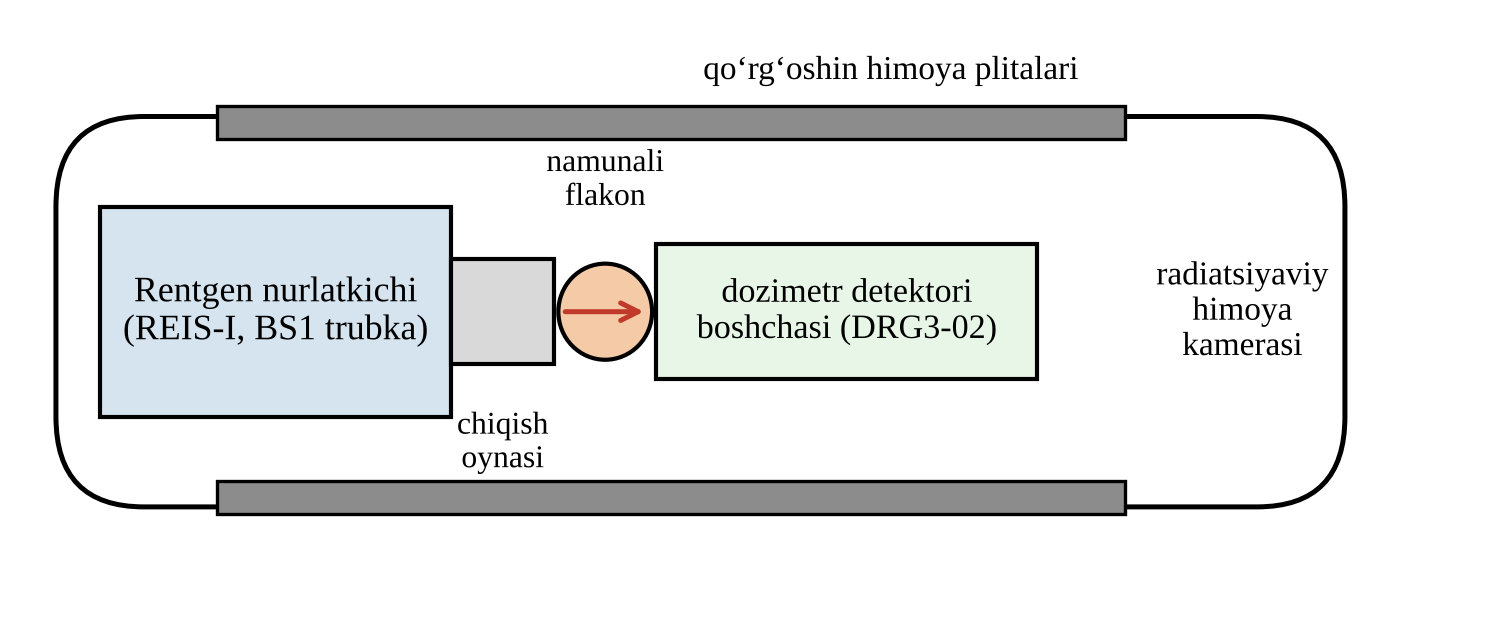 qo‘rg‘oshin himoya plitalari
namunali
flakon
Rentgen nurlatkichi
(REIS-I, BS1 trubka)
dozimetr detektori
boshchasi (DRG3-02)
radiatsiyaviy
himoya
kamerasi
chiqish
oynasi